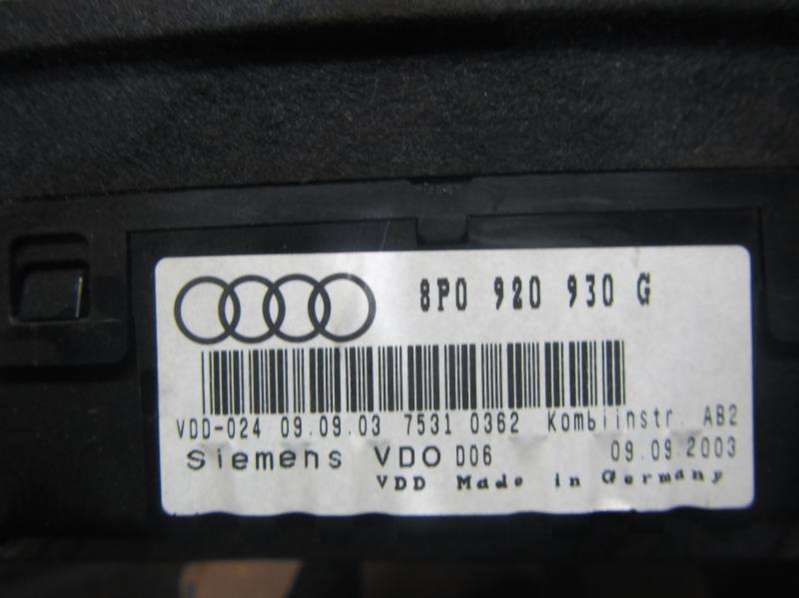 8P0 920 930 G
VDD-024 09.09.03 7531 0362 Kombiinstr. AB2
Siemens VDO D06 09.09.2003
VDD Made in Germany